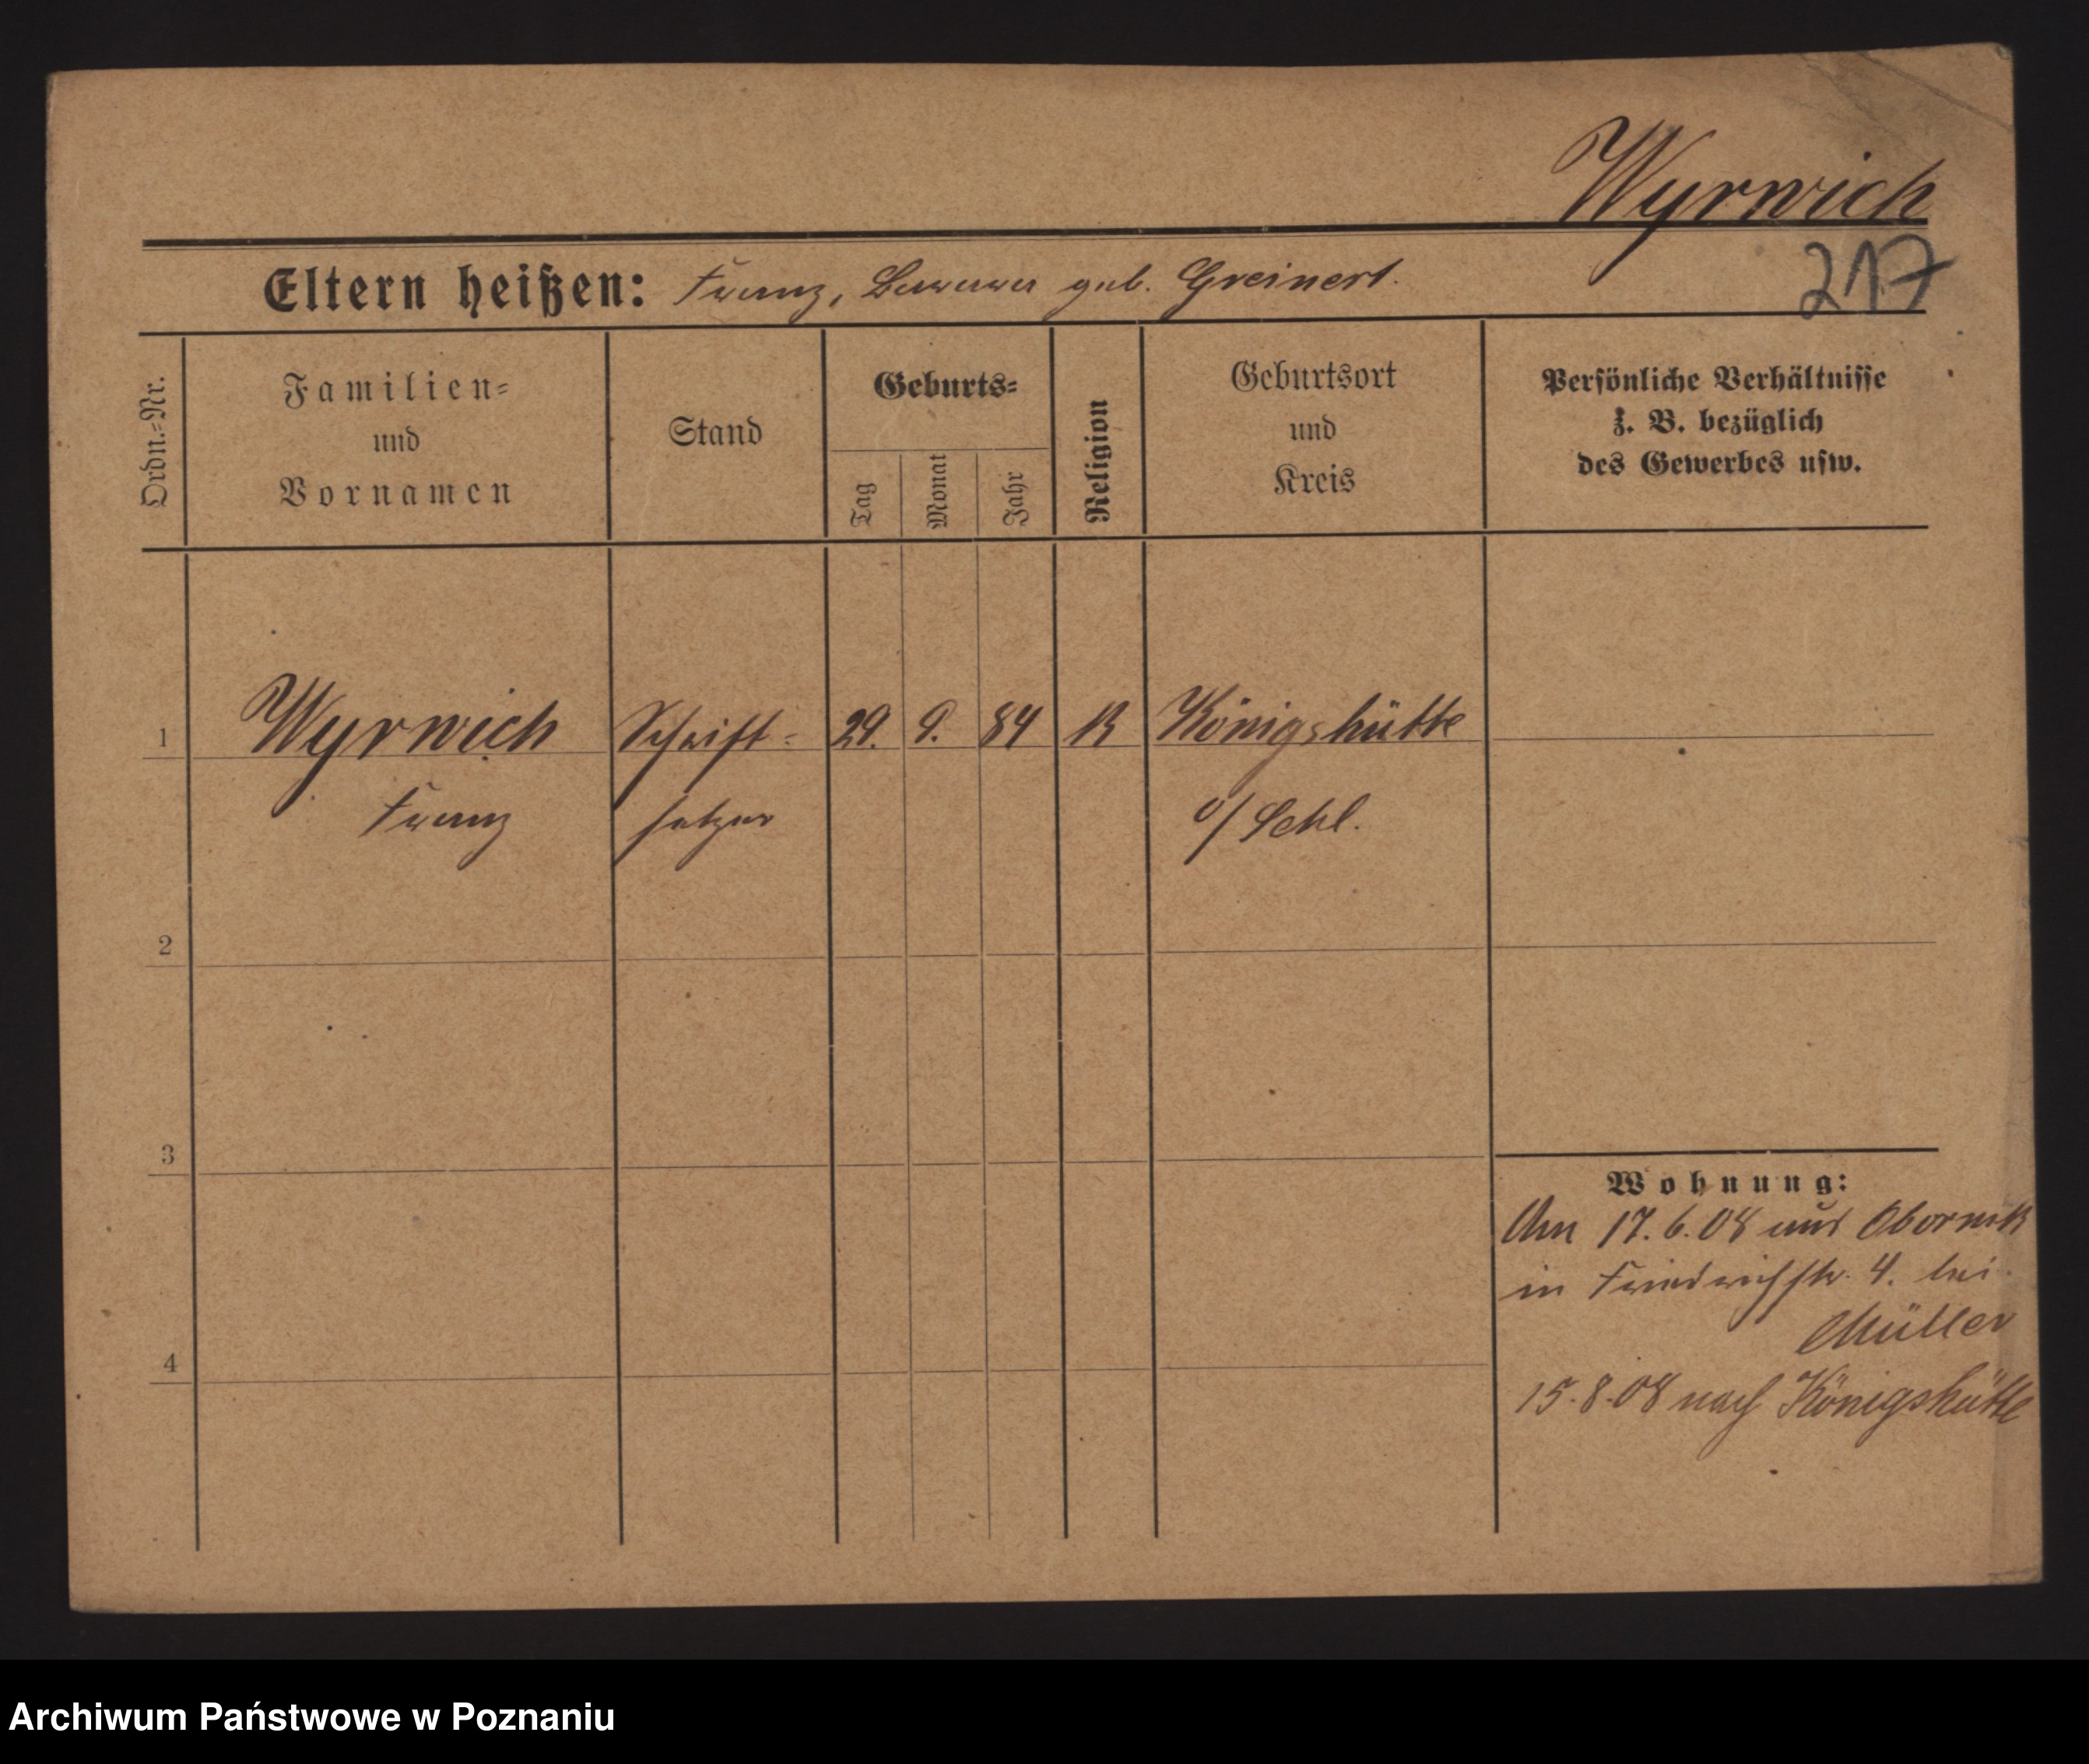 Wyrwich
217
Eltern heißen: Franz, Barbara geb. Greinert.
Ordn.=Nr.
Familien=
und
Vornamen
Stand
Geburts=
Tag
Monat
Jahr
Religion
Geburtsort
und
Kreis
Persönliche Verhältnisse
z. B. bezüglich
des Gewerbes usw.
1 Wyrwich Schrift= 29. 9. 84 K Königshütte
Franz setzer o/Schl.
2
3
Wohnung:
Am 17.6.08 aus Obornik
in Friedrichstr. 4. bei
Müller
4
15.8.08 nach Königshütte
Archiwum Państwowe w Poznaniu